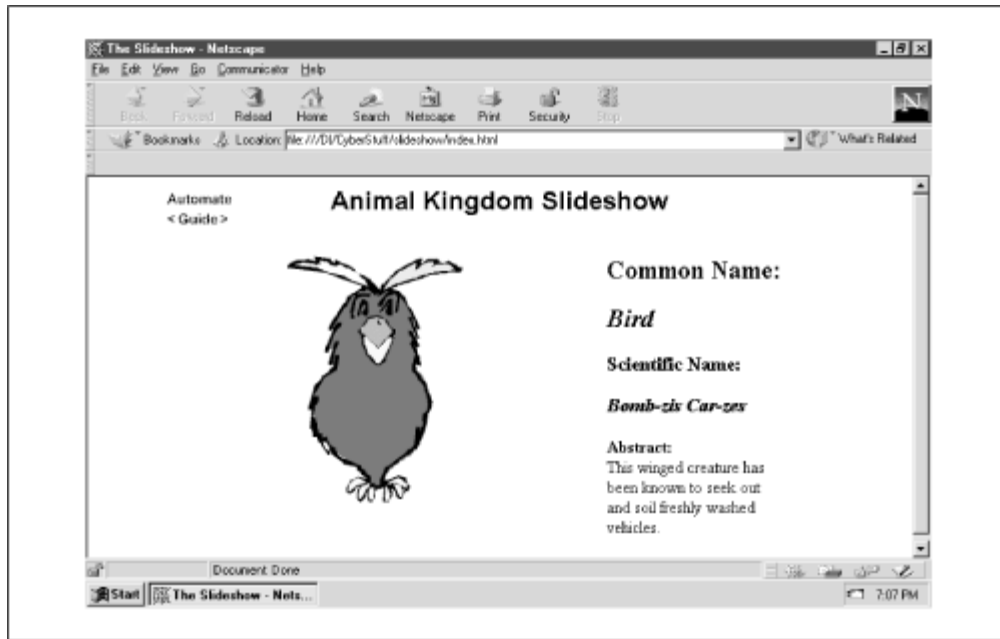 The Slideshow - Netscape
File Edit View Go Communicator Help
Back Forward Reload Home Search Netscape Print Security Stop
N
Bookmarks Location: file:///D|/CyberStuft/slideshow/index.html What's Related
Automate
< Guide >
Animal Kingdom Slideshow
Common Name:
Bird
Scientific Name:
Bomb-zis Car-zes
Abstract:
This winged creature has
been known to seek out
and soil freshly washed
vehicles.
Document Done
Start The Slideshow - Nets... 7:07 PM